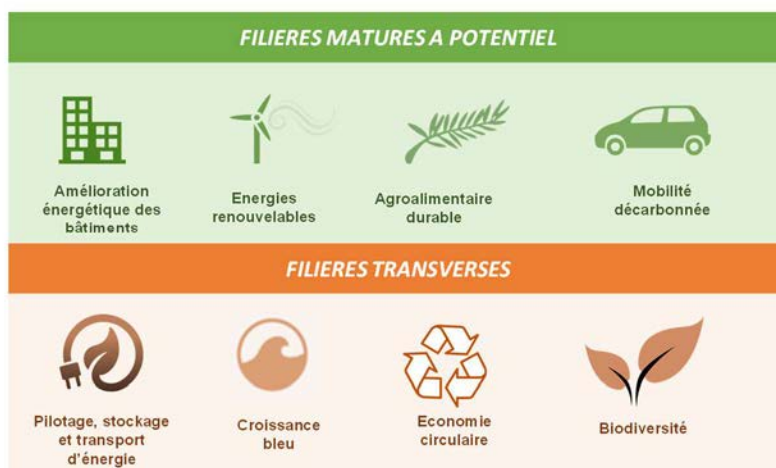 FILIERES MATURES A POTENTIEL
Amélioration
énergétique des
bâtiments
Energies
renouvelables
Agroalimentaire
durable
Mobilité
décarbonnée
FILIERES TRANSVERSES
Pilotage, stockage
et transport
d'énergie
Croissance
bleu
Economie
circulaire
Biodiversité